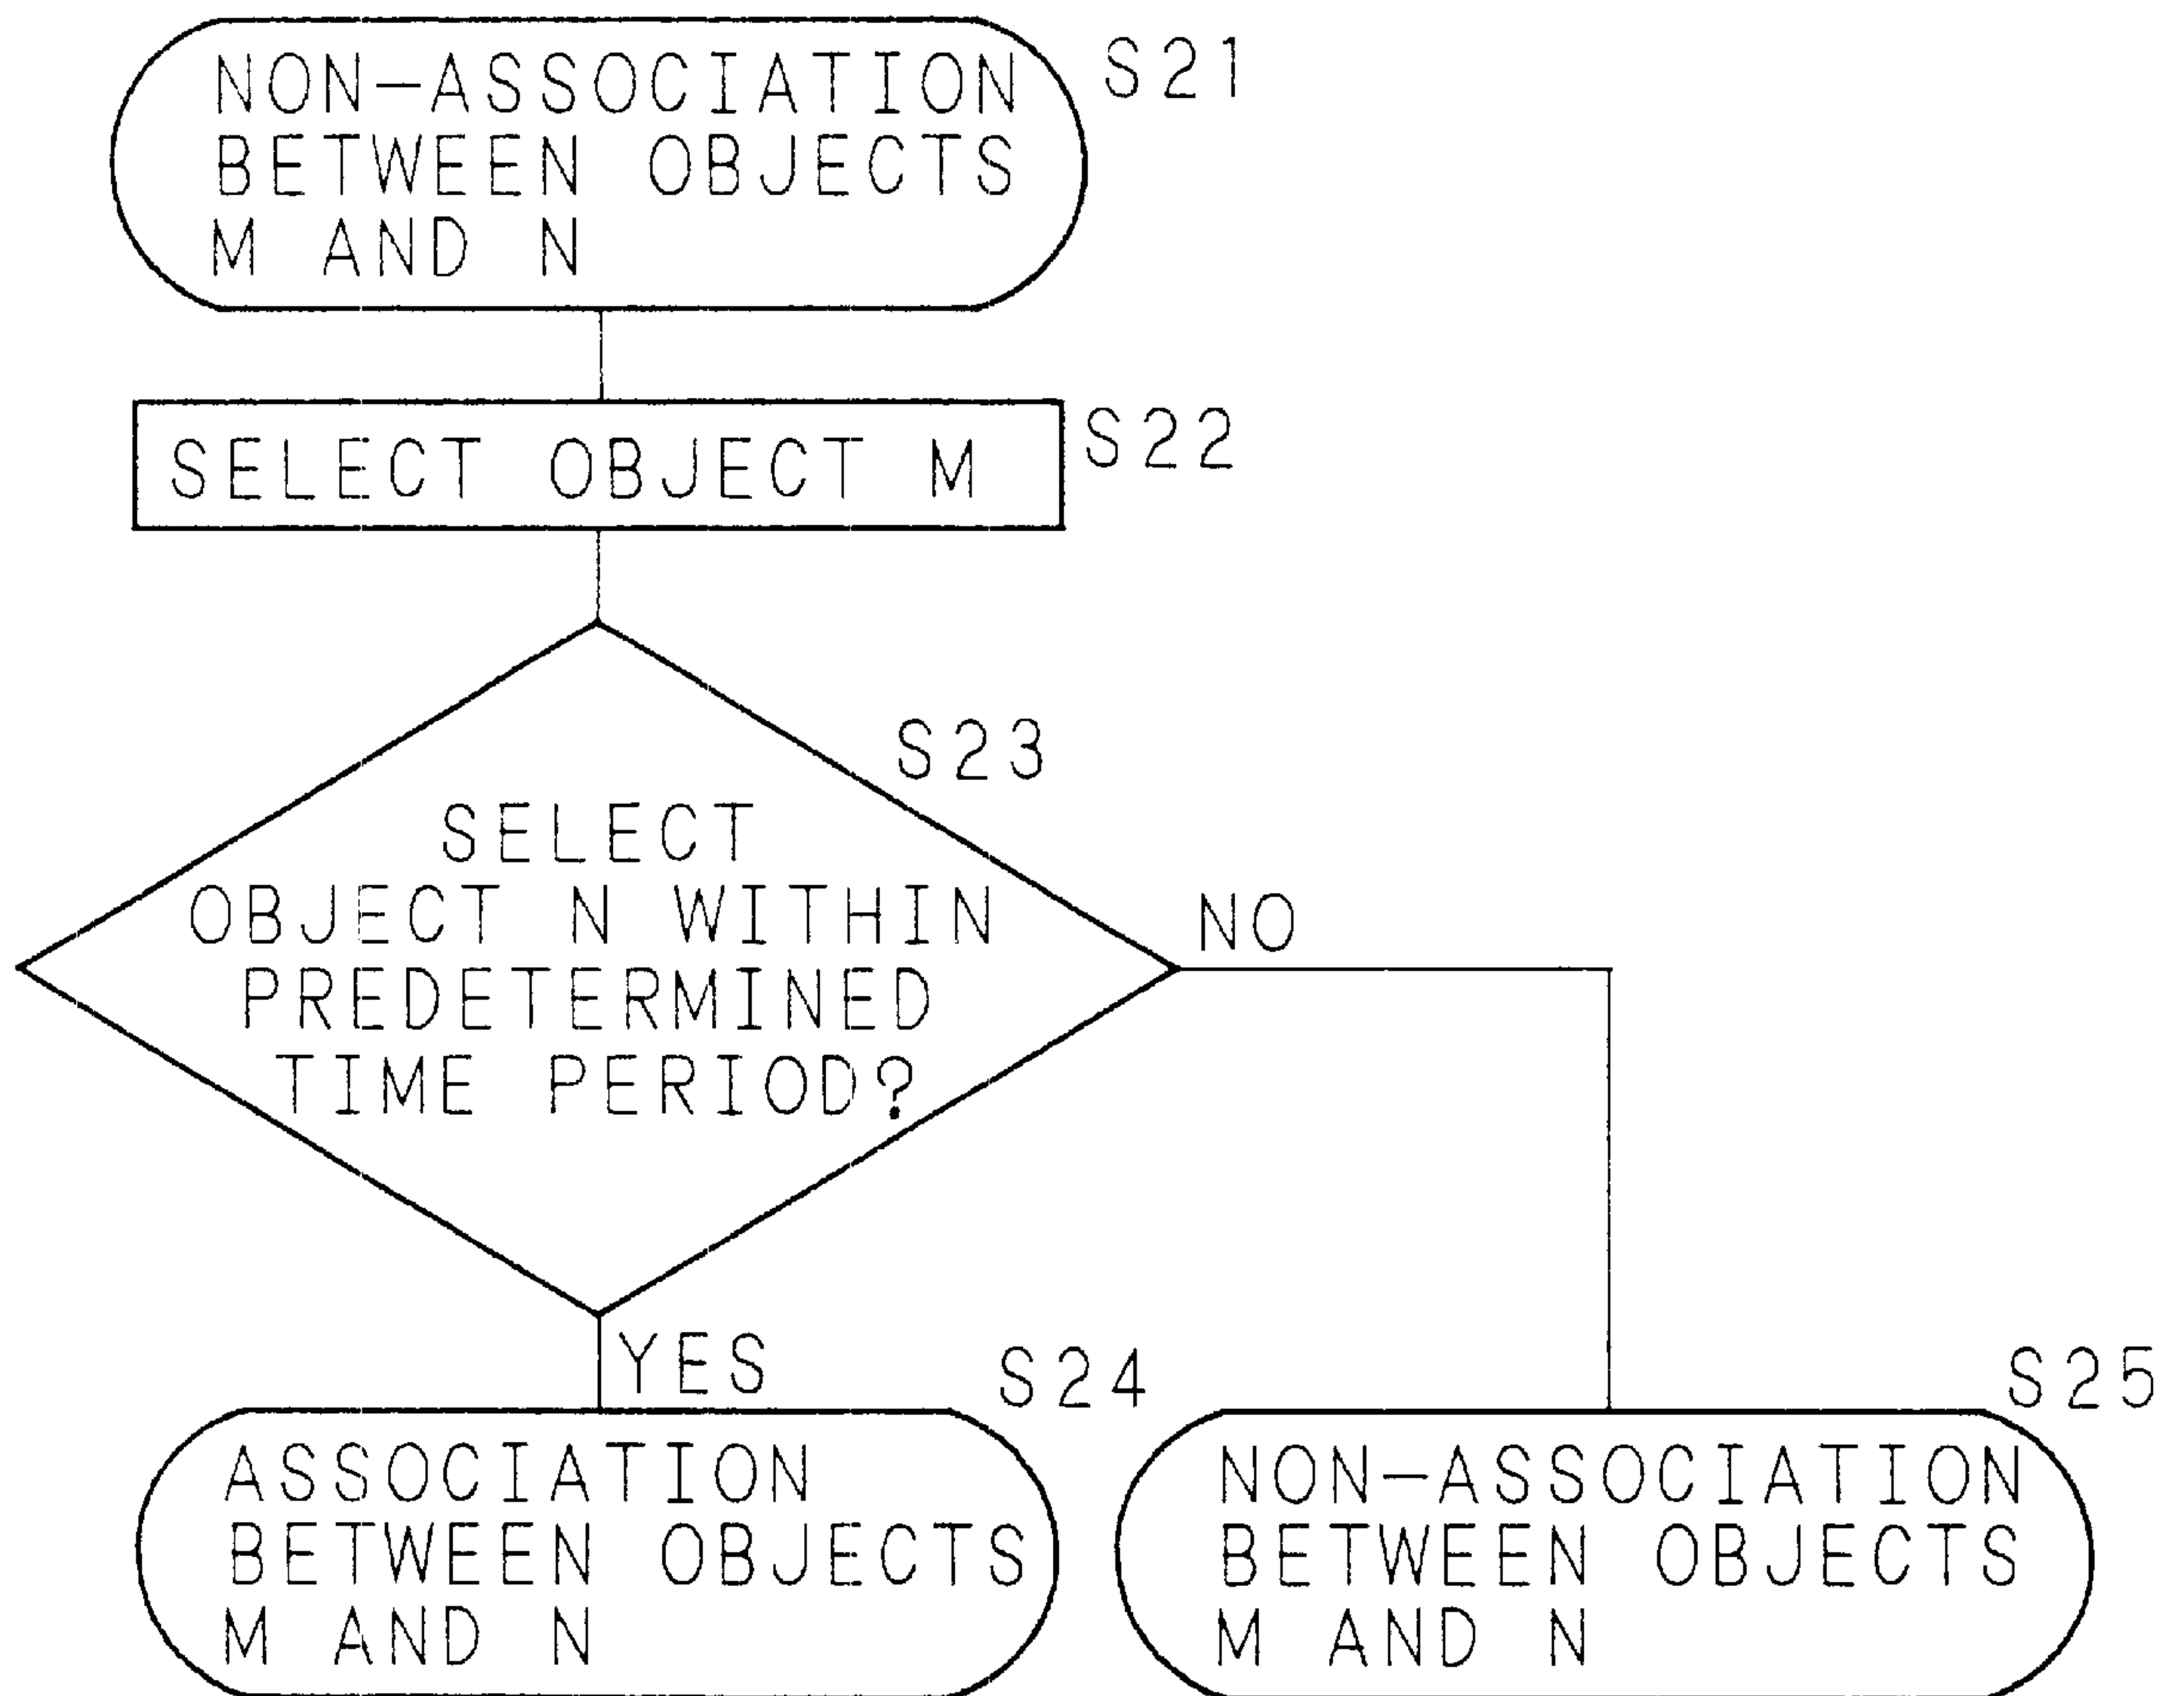 NON-ASSOCIATION
BETWEEN OBJECTS
M AND N
S21
SELECT OBJECT M
S22
S23
SELECT
OBJECT N WITHIN
PREDETERMINED
TIME PERIOD?
NO
YES
S24
ASSOCIATION
BETWEEN OBJECTS
M AND N
S25
NON-ASSOCIATION
BETWEEN OBJECTS
M AND N